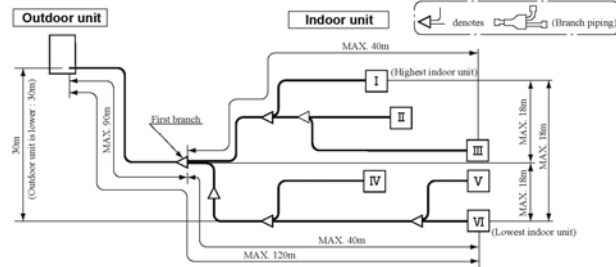 Outdoor unit
Indoor unit
denotes
(Branch piping)
MAX. 40m
I
(Highest indoor unit)
II
III
First branch
MAX. 90m
30m
(Outdoor unit is lower : 30m)
MAX. 18m
MAX. 18m
MAX. 18m
IV
V
VI
(Lowest indoor unit)
MAX. 40m
MAX. 120m